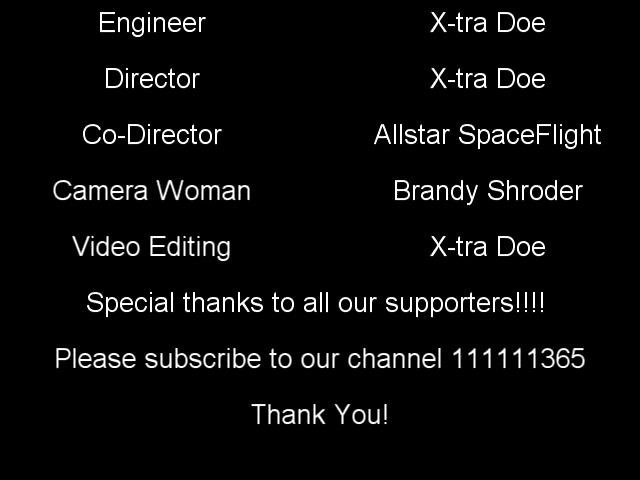 Engineer X-tra Doe
Director X-tra Doe
Co-Director Allstar SpaceFlight
Camera Woman Brandy Shroder
Video Editing X-tra Doe
Special thanks to all our supporters!!!!
Please subscribe to our channel 111111365
Thank You!